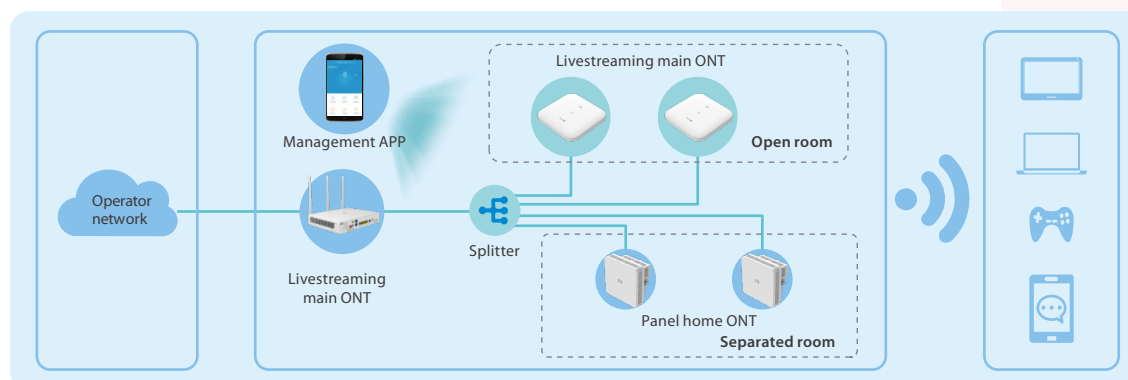 Livestreaming main ONT
Open room
Management APP
Operator
network
Splitter
Livestreaming
main ONT
Panel home ONT
Separated room